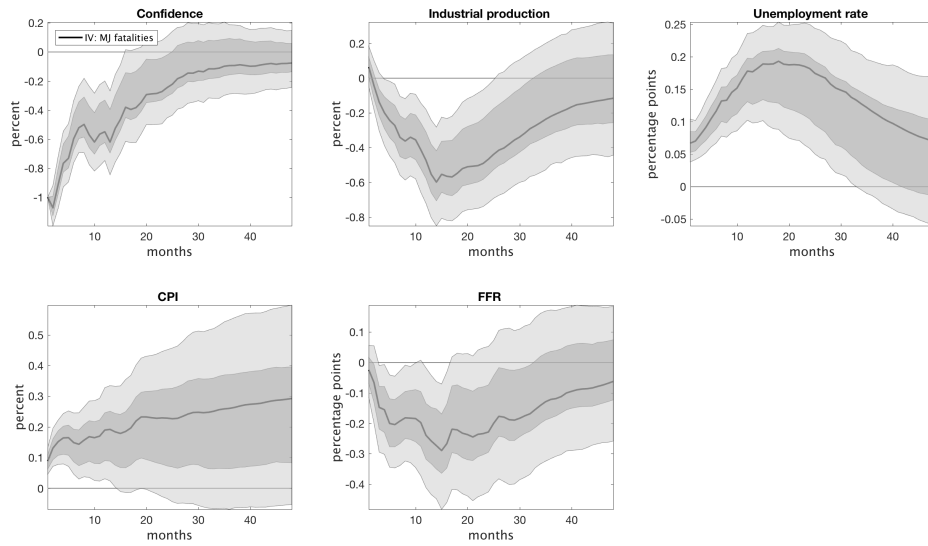 Confidence
IV: MJ fatalities
percent
0.2
0
-0.2
-0.4
-0.6
-0.8
-1
10 20 30 40
months
Industrial production
percent
0.2
0
-0.2
-0.4
-0.6
-0.8
10 20 30 40
months
Unemployment rate
percentage points
0.25
0.2
0.15
0.1
0.05
0
-0.05
10 20 30 40
months
CPI
percent
0.5
0.4
0.3
0.2
0.1
0
10 20 30 40
months
FFR
percentage points
0.1
0
-0.1
-0.2
-0.3
-0.4
10 20 30 40
months